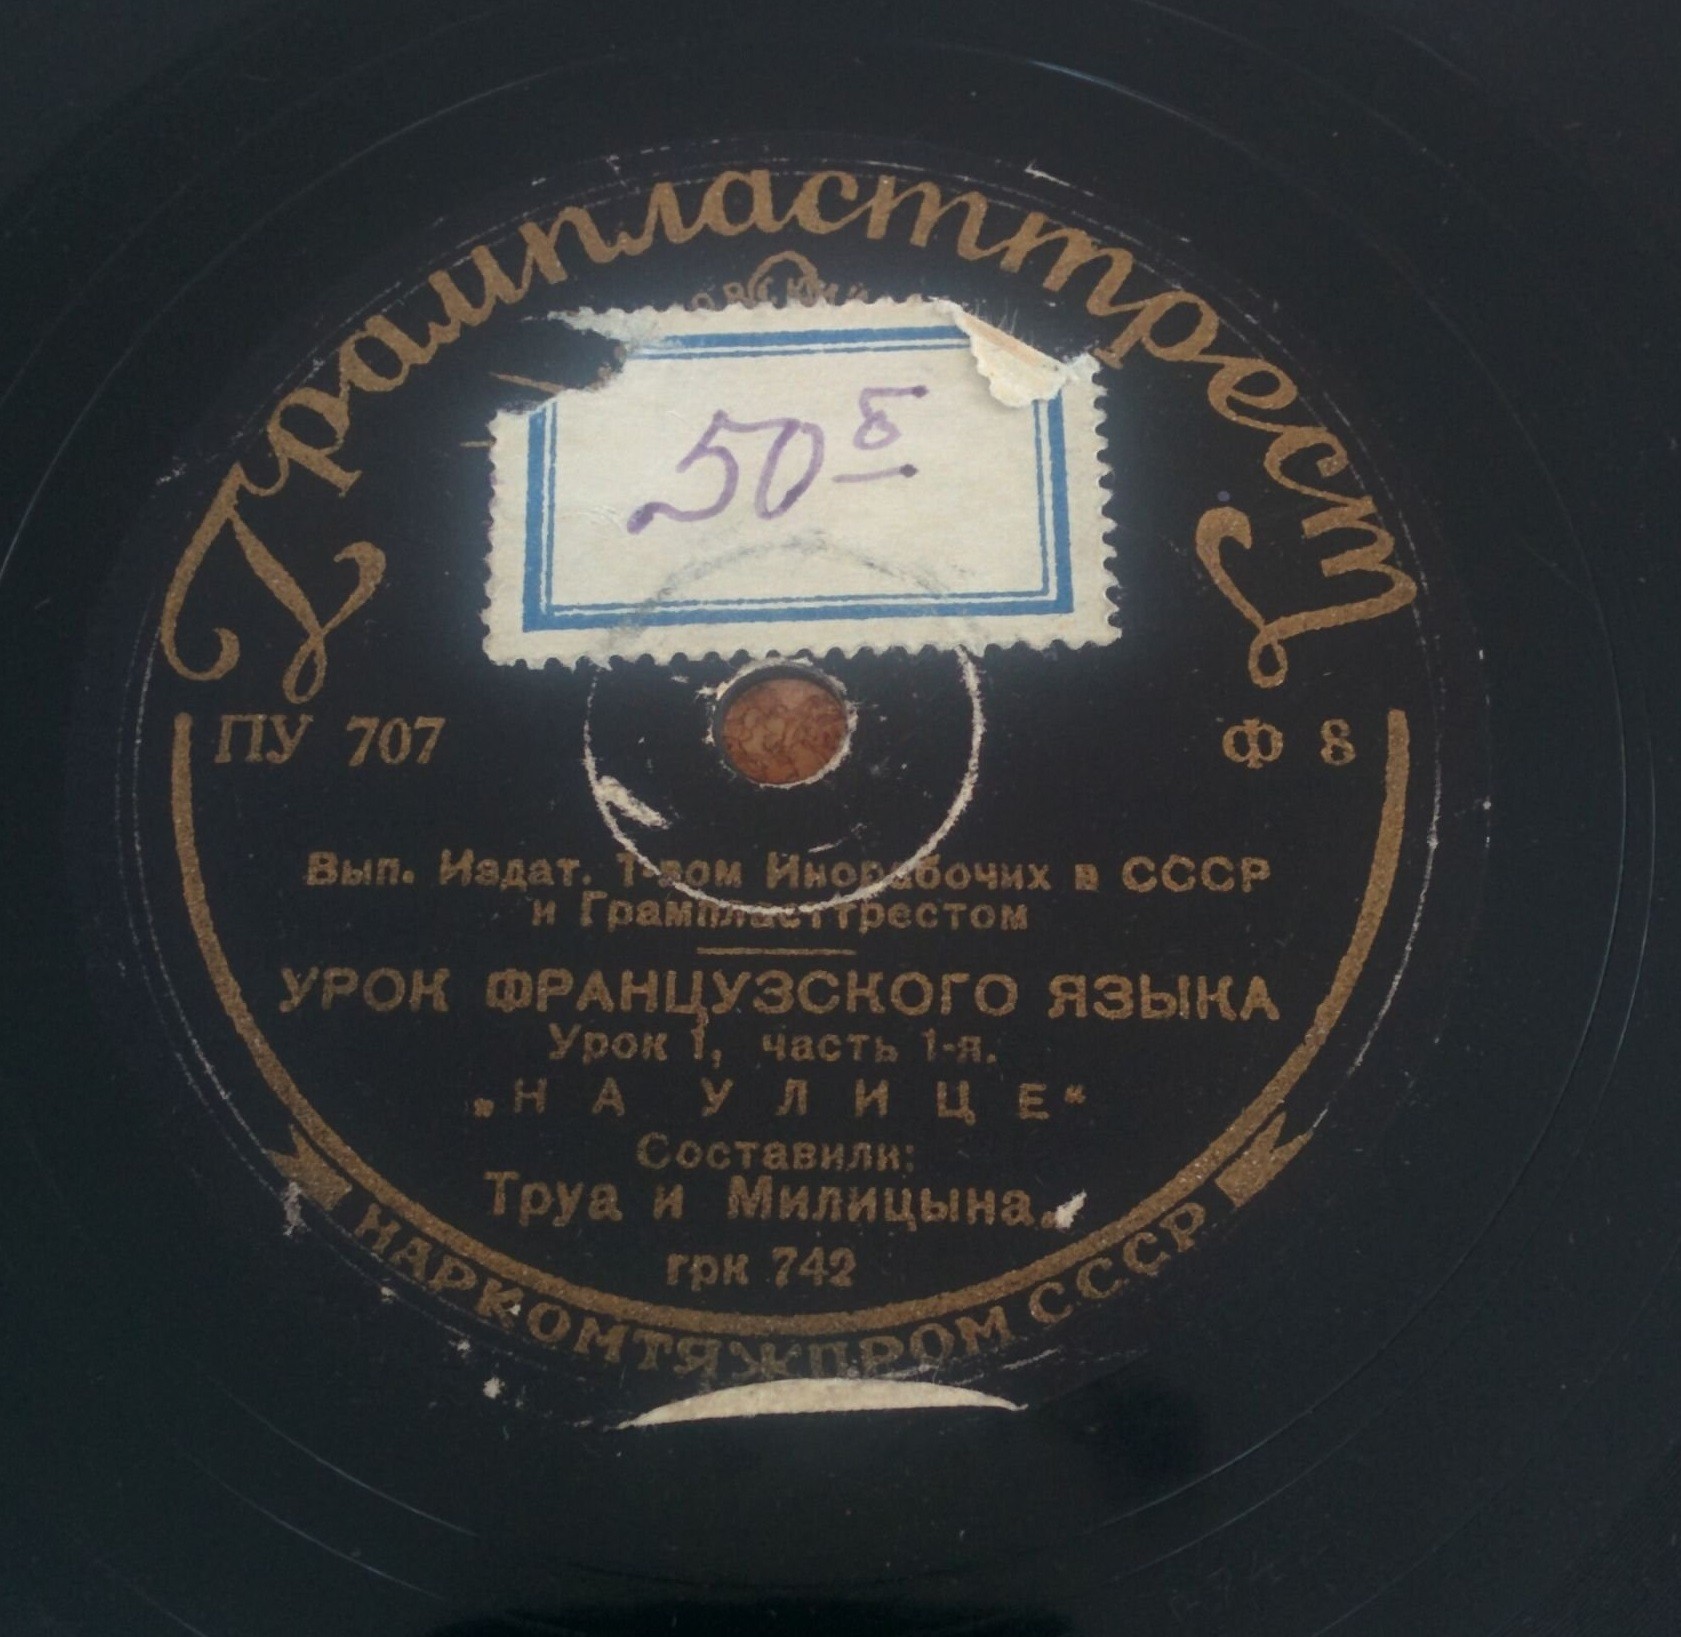 Грампласттрест
50 Б
ПУ 707
Ф 8
Вып. Издат. Т-вом Инорабочих в СССР
и Грампласттрестом
УРОК ФРАНЦУЗСКОГО ЯЗЫКА
Урок 1, часть 1-я.
„НА УЛИЦЕ“
Составили:
Труа и Милицына.
грк 742
НАРКОМТЯЖПРОМ СССР